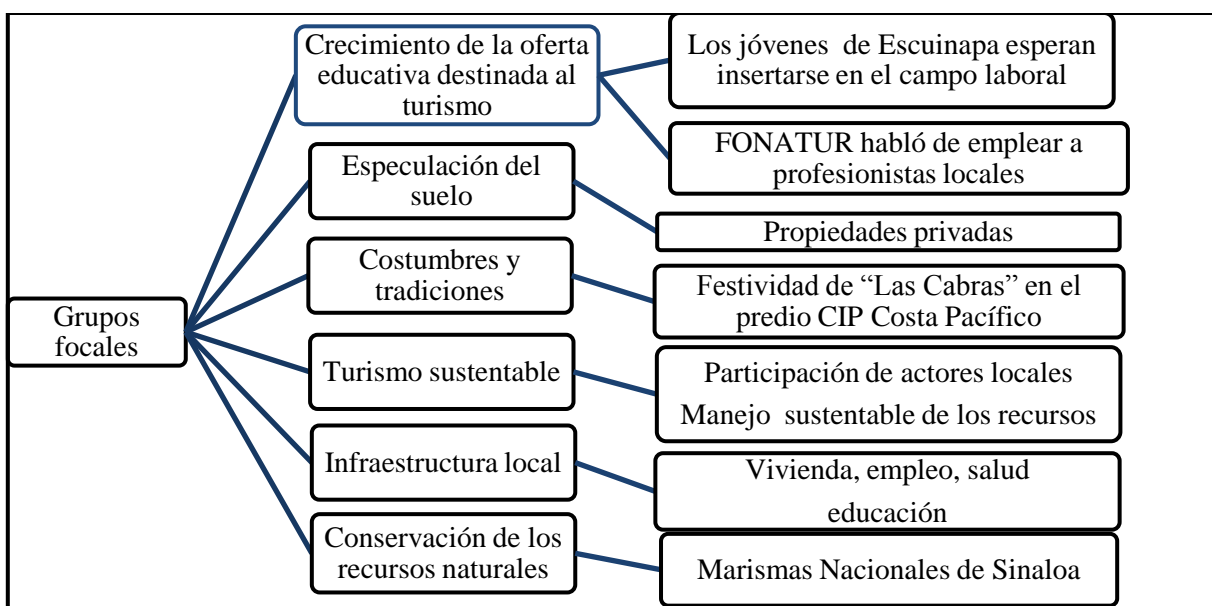 Grupos
focales
Crecimiento de la oferta
educativa destinada al
turismo
Los jóvenes de Escuinapa esperan
insertarse en el campo laboral
FONATUR habló de emplear a
profesionistas locales
Especulación del
suelo
Propiedades privadas
Costumbres y
tradiciones
Festividad de “Las Cabras” en el
predio CIP Costa Pacífico
Turismo sustentable
Participación de actores locales
Manejo sustentable de los recursos
Infraestructura local
Vivienda, empleo, salud
educación
Conservación de los
recursos naturales
Marismas Nacionales de Sinaloa